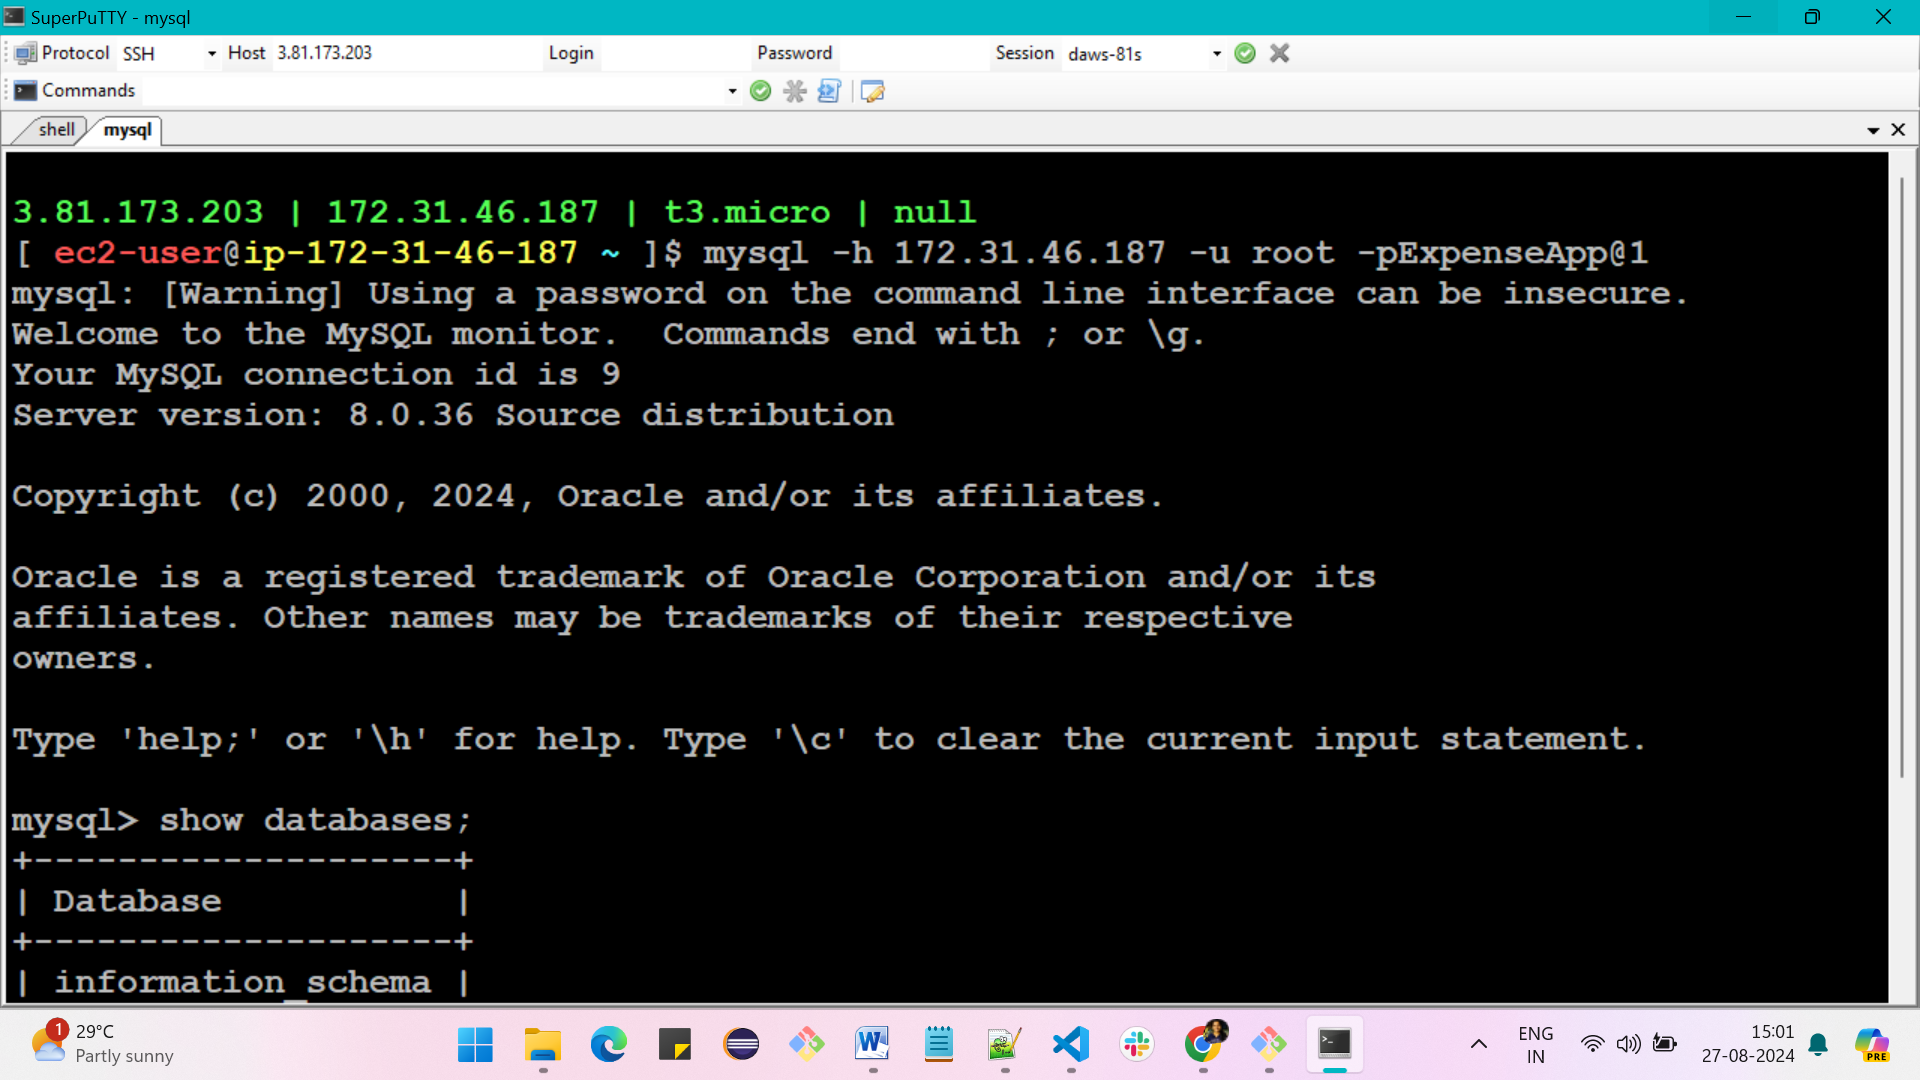 SuperPuTTY - mysql
Protocol SSH Host 3.81.173.203 Login Password Session daws-81s
Commands
shell mysql
3.81.173.203 | 172.31.46.187 | t3.micro | null
[ ec2-user@ip-172-31-46-187 ~ ]$ mysql -h 172.31.46.187 -u root -pExpenseApp@1
mysql: [Warning] Using a password on the command line interface can be insecure.
Welcome to the MySQL monitor.  Commands end with ; or \g.
Your MySQL connection id is 9
Server version: 8.0.36 Source distribution
Copyright (c) 2000, 2024, Oracle and/or its affiliates.
Oracle is a registered trademark of Oracle Corporation and/or its
affiliates. Other names may be trademarks of their respective
owners.
Type 'help;' or '\h' for help. Type '\c' to clear the current input statement.
mysql> show databases;
+--------------------+
| Database           |
+--------------------+
| information_schema |
1 29°C
Partly sunny
ENG
IN
15:01
27-08-2024
PRE